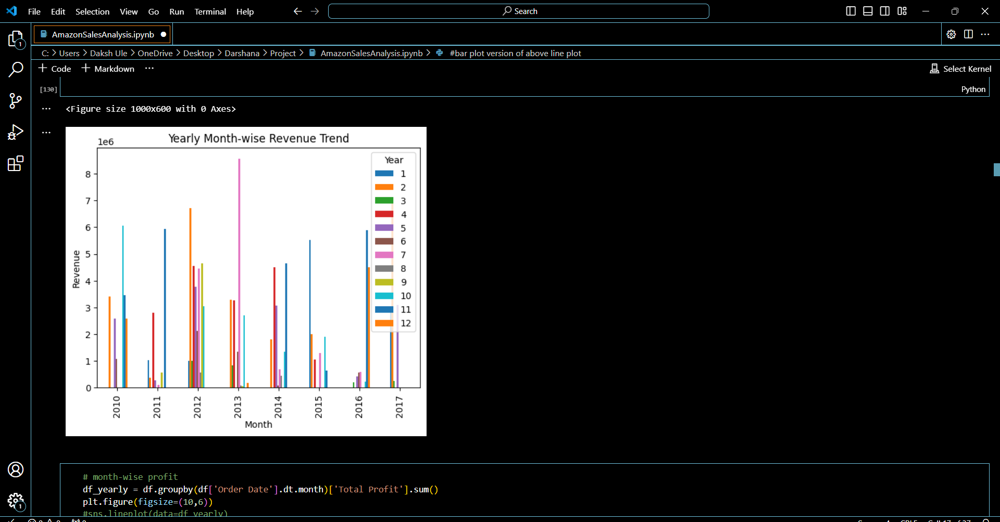 File Edit Selection View Go Run Terminal Help Search
AmazonSalesAnalysis.ipynb
C: > Users > Daksh Ule > OneDrive > Desktop > Darshana > Project > AmazonSalesAnalysis.ipynb > #bar plot version of above line plot
+ Code + Markdown ... Select Kernel
[130] Python
<Figure size 1000x600 with 0 Axes>
Yearly Month-wise Revenue Trend
1e6
Year
1
2
3
4
5
6
7
8
9
10
11
12
8
7
6
5
4
3
2
1
0
Revenue
2010 2011 2012 2013 2014 2015 2016 2017
Month
# month-wise profit
df_yearly = df.groupby(df['Order Date'].dt.month)['Total Profit'].sum()
plt.figure(figsize=(10,6))
#sns.lineplot(data=df_yearly)
1
1